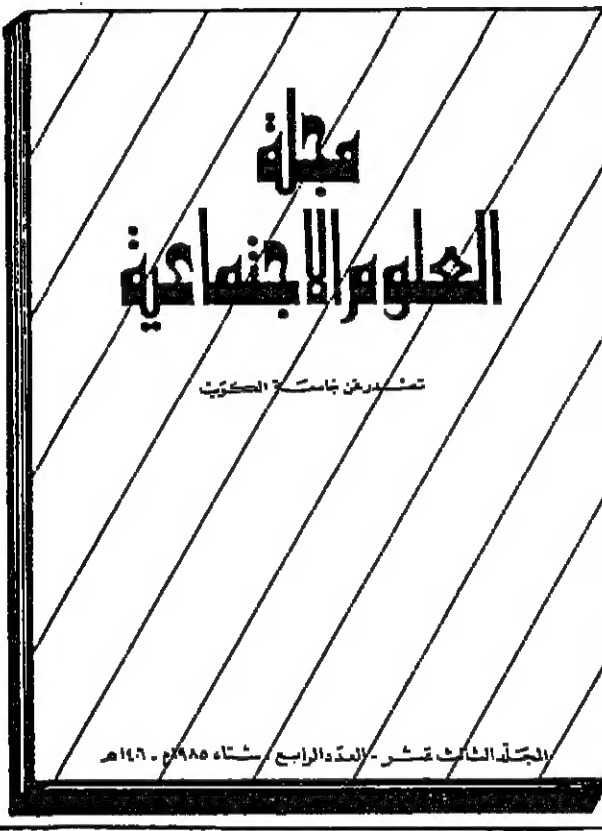 مجلة
العلوم الاجتماعية
تصدر عن جامعة الكويت
المجلد الثالث عشر - العدد الرابع - شتاء ١٩٨٥م - ١٤٠٦هـ